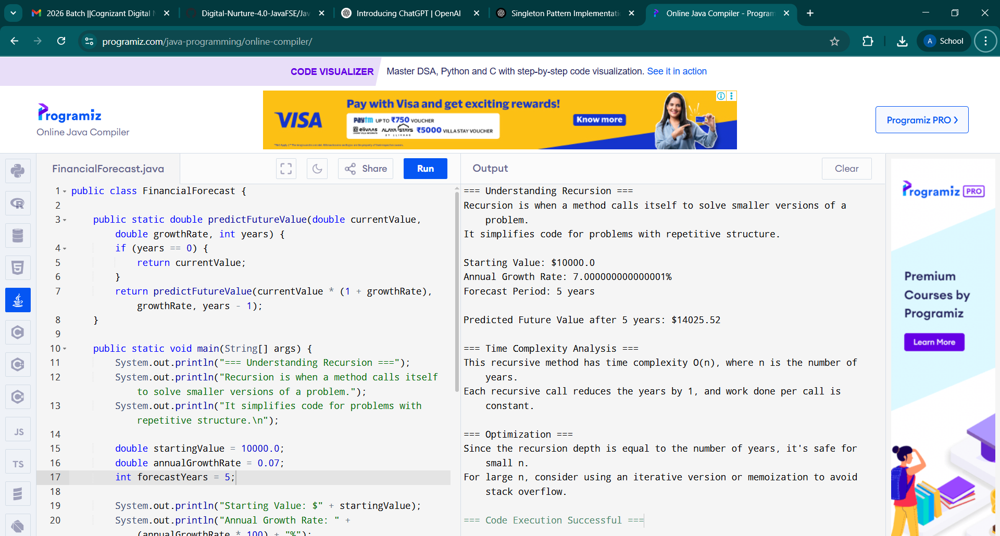 2026 Batch ||Cognizant Digital N
Digital-Nurture-4.0-JavaFSE/Jav
Introducing ChatGPT | OpenAI
Singleton Pattern Implementati
Online Java Compiler - Program
programiz.com/java-programming/online-compiler/
A School
CODE VISUALIZER
Master DSA, Python and C with step-by-step code visualization. See it in action
Programiz
Online Java Compiler
VISA
Pay with Visa and get exciting rewards!
paytm UP TO ₹750 VOUCHER
elivaas ALAYA STAYS ₹5000 VILLA STAY VOUCHER
BY ELIVAAS
Know more
Programiz PRO
FinancialForecast.java
Share
Run
Output
Clear
1 public class FinancialForecast {
2
3 public static double predictFutureValue(double currentValue,
double growthRate, int years) {
4 if (years == 0) {
5 return currentValue;
6 }
7 return predictFutureValue(currentValue * (1 + growthRate),
growthRate, years - 1);
8 }
9
10 public static void main(String[] args) {
11 System.out.println("=== Understanding Recursion ===");
12 System.out.println("Recursion is when a method calls itself
to solve smaller versions of a problem.");
13 System.out.println("It simplifies code for problems with
repetitive structure.\n");
14
15 double startingValue = 10000.0;
16 double annualGrowthRate = 0.07;
17 int forecastYears = 5;
18
19 System.out.println("Starting Value: $" + startingValue);
20 System.out.println("Annual Growth Rate: " +
(annualGrowthRate * 100) + "%");
=== Understanding Recursion ===
Recursion is when a method calls itself to solve smaller versions of a
problem.
It simplifies code for problems with repetitive structure.
Starting Value: $10000.0
Annual Growth Rate: 7.000000000000001%
Forecast Period: 5 years
Predicted Future Value after 5 years: $14025.52
=== Time Complexity Analysis ===
This recursive method has time complexity O(n), where n is the number of
years.
Each recursive call reduces the years by 1, and work done per call is
constant.
=== Optimization ===
Since the recursion depth is equal to the number of years, it's safe for
small n.
For large n, consider using an iterative version or memoization to avoid
stack overflow.
=== Code Execution Successful ===
JS
TS
Programiz PRO
Premium
Courses by
Programiz
Learn More